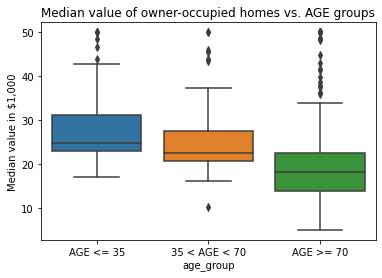 Median value of owner-occupied homes vs. AGE groups
50
40
30
20
10
Median value in $1,000
AGE <= 35
35 < AGE < 70
AGE >= 70
age_group